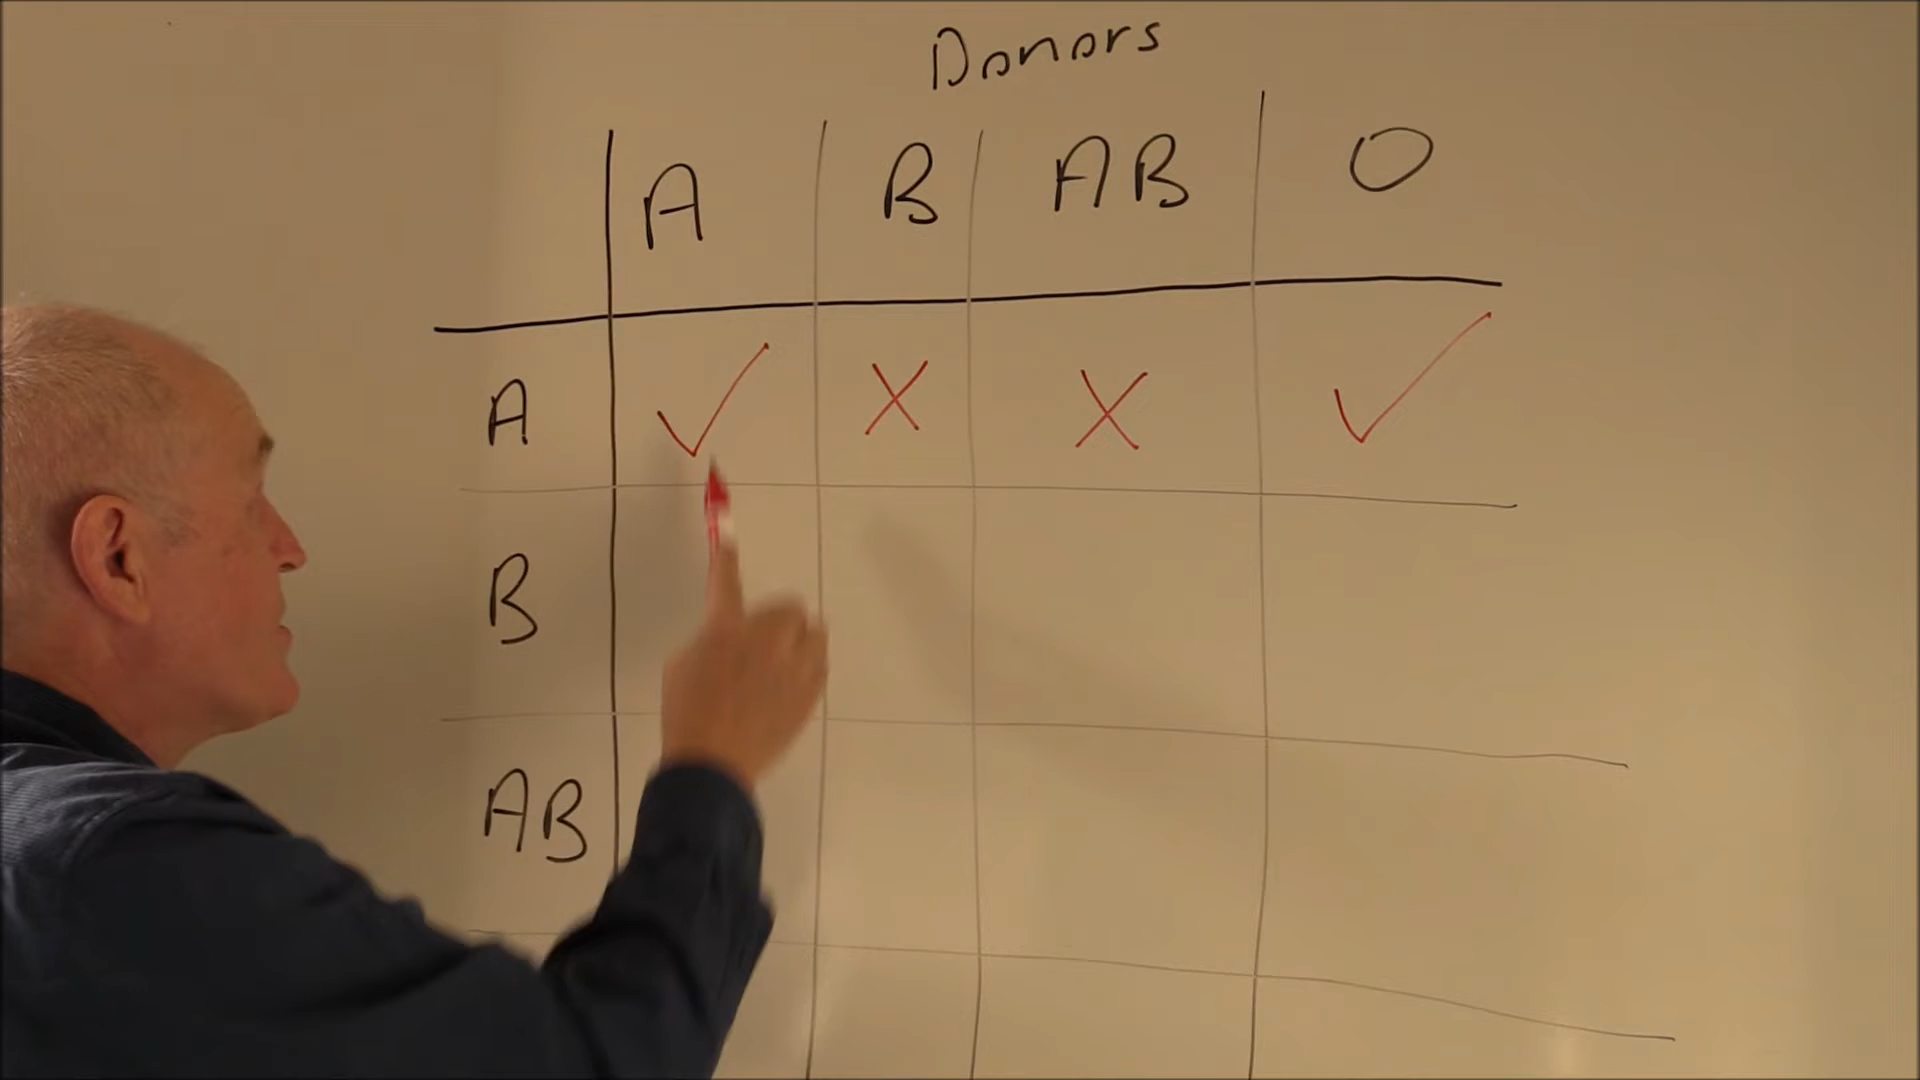 Donors
A B AB O
A ✓ X X ✓
B
AB